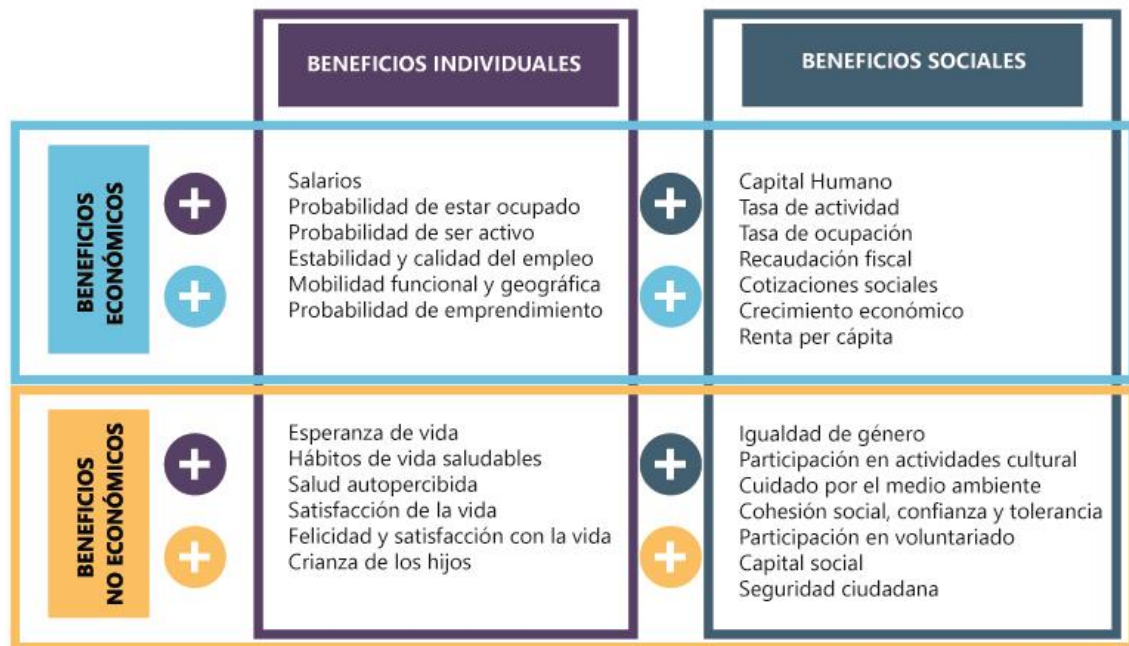 BENEFICIOS INDIVIDUALES
BENEFICIOS SOCIALES
BENEFICIOS
ECONÓMICOS
Salarios
Probabilidad de estar ocupado
Probabilidad de ser activo
Estabilidad y calidad del empleo
Mobilidad funcional y geográfica
Probabilidad de emprendimiento
Capital Humano
Tasa de actividad
Tasa de ocupación
Recaudación fiscal
Cotizaciones sociales
Crecimiento económico
Renta per cápita
BENEFICIOS
NO ECONÓMICOS
Esperanza de vida
Hábitos de vida saludables
Salud autopercibida
Satisfacción de la vida
Felicidad y satisfacción con la vida
Crianza de los hijos
Igualdad de género
Participación en actividades cultural
Cuidado por el medio ambiente
Cohesión social, confianza y tolerancia
Participación en voluntariado
Capital social
Seguridad ciudadana